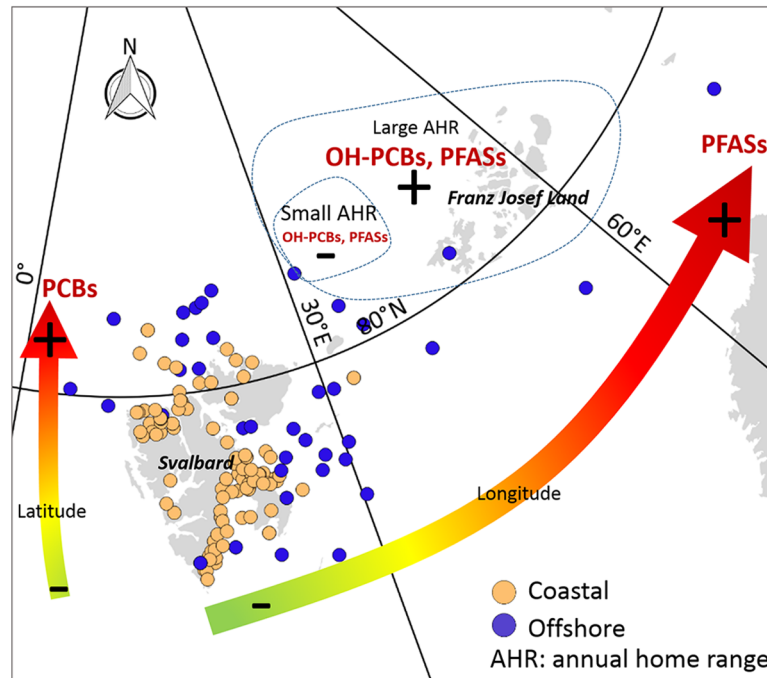 N
Large AHR
OH-PCBs, PFASs
+
Franz Josef Land
Small AHR
OH-PCBs, PFASs
-
PFASs
+
60°E
0°
PCBs
+
30°E
80°N
Svalbard
Latitude
-
Longitude
-
Coastal
Offshore
AHR: annual home range